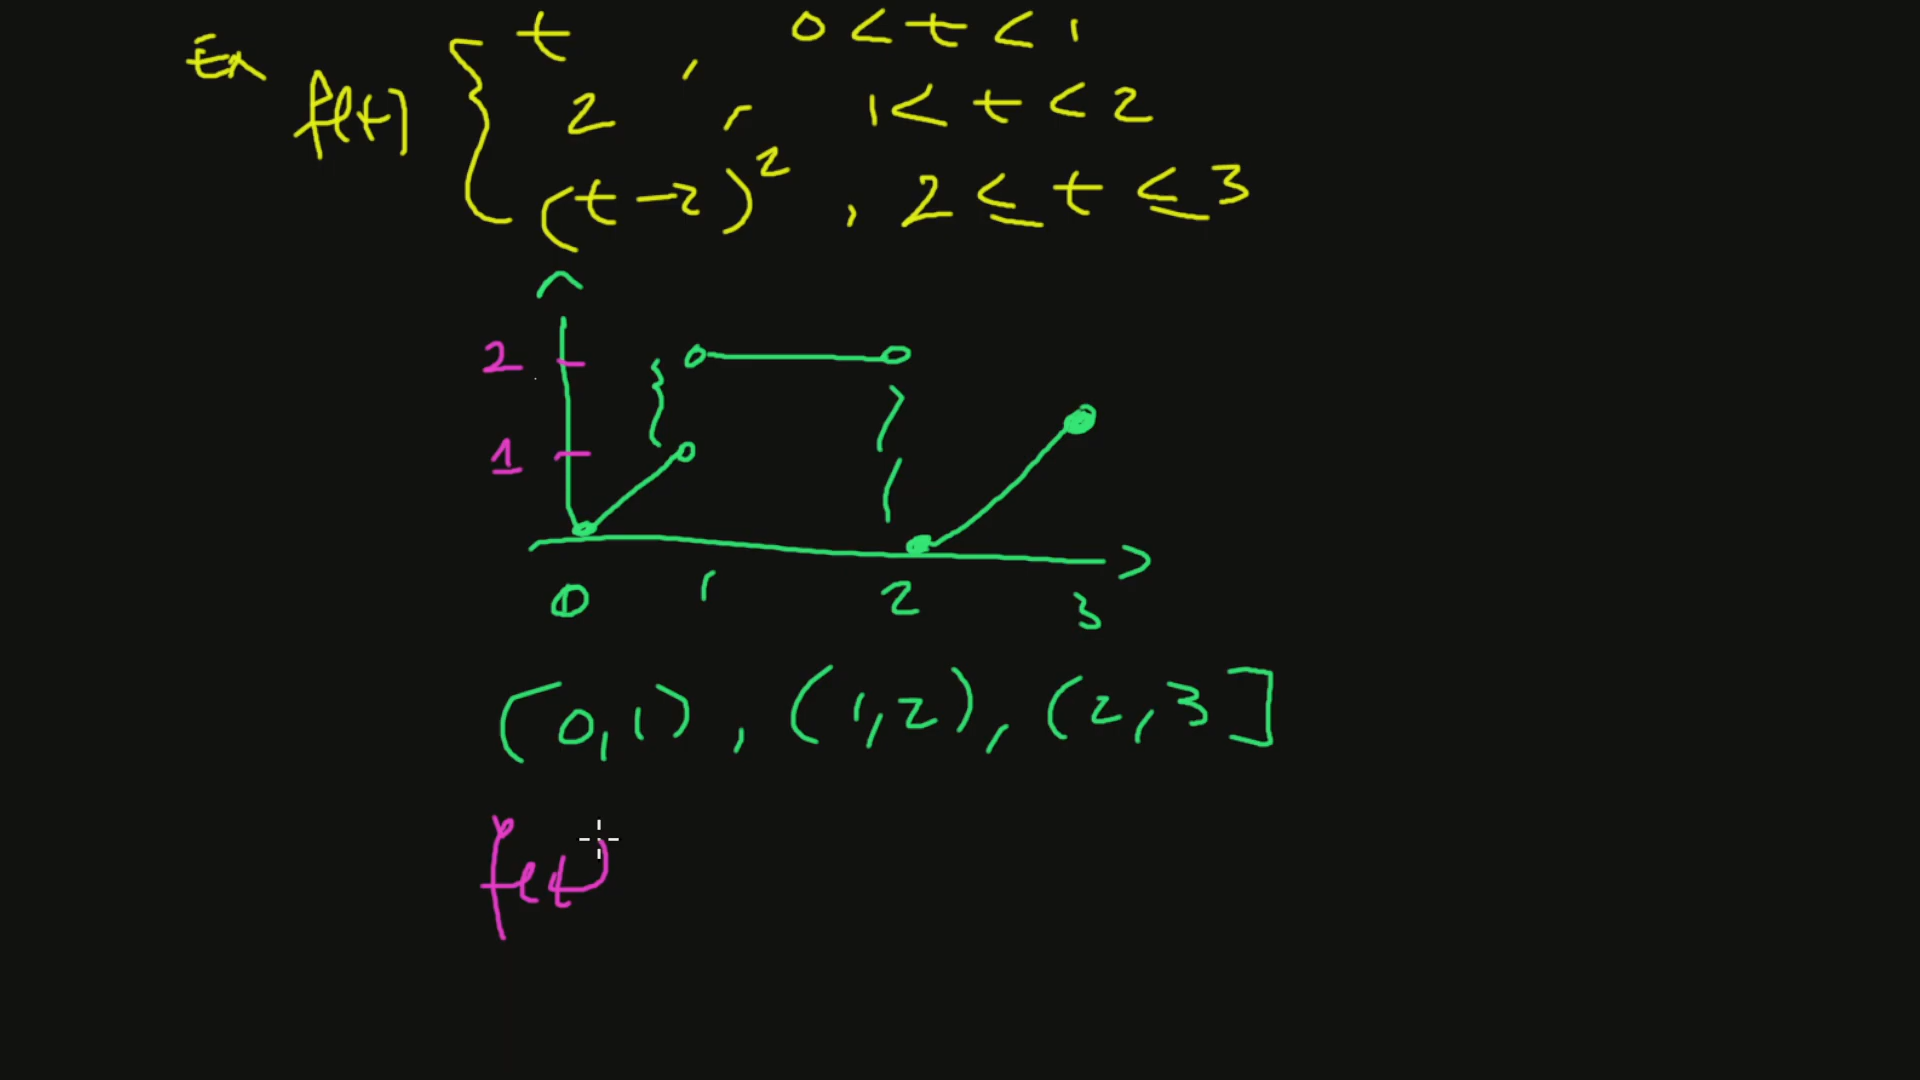 Ex f(t) { t , 0 < t < 1
2 , 1 < t < 2
(t-2)² , 2 ≤ t ≤ 3
2
1
0 1 2 3
(0,1) , (1,2) , (2,3]
f(t)